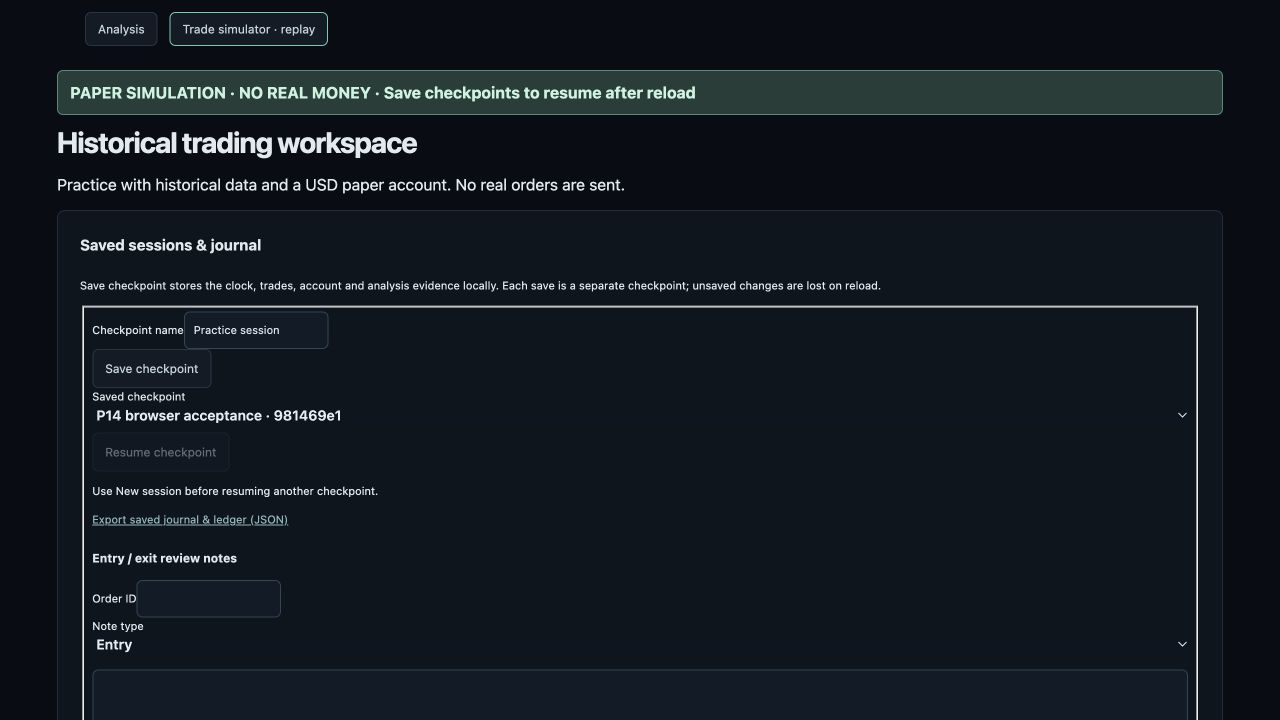 Analysis
Trade simulator · replay
PAPER SIMULATION · NO REAL MONEY · Save checkpoints to resume after reload
Historical trading workspace
Practice with historical data and a USD paper account. No real orders are sent.
Saved sessions & journal
Save checkpoint stores the clock, trades, account and analysis evidence locally. Each save is a separate checkpoint; unsaved changes are lost on reload.
Checkpoint name Practice session
Save checkpoint
Saved checkpoint
P14 browser acceptance · 981469e1
Resume checkpoint
Use New session before resuming another checkpoint.
Export saved journal & ledger (JSON)
Entry / exit review notes
Order ID
Note type
Entry